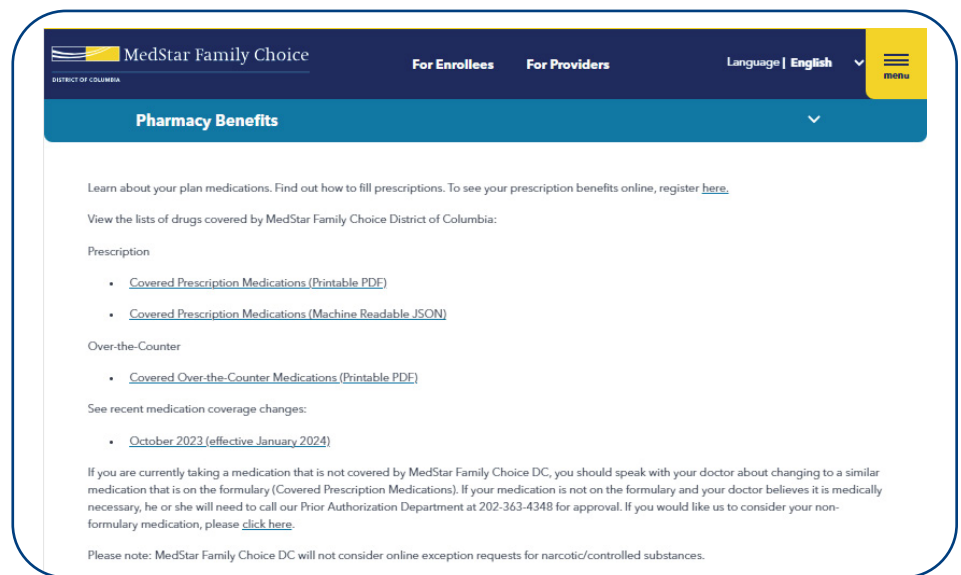 MedStar Family Choice
DISTRICT OF COLUMBIA
For Enrollees For Providers Language | English menu
Pharmacy Benefits
Learn about your plan medications. Find out how to fill prescriptions. To see your prescription benefits online, register here.
View the lists of drugs covered by MedStar Family Choice District of Columbia:
Prescription
• Covered Prescription Medications (Printable PDF)
• Covered Prescription Medications (Machine Readable JSON)
Over-the-Counter
• Covered Over-the-Counter Medications (Printable PDF)
See recent medication coverage changes:
• October 2023 (effective January 2024)
If you are currently taking a medication that is not covered by MedStar Family Choice DC, you should speak with your doctor about changing to a similar
medication that is on the formulary (Covered Prescription Medications). If your medication is not on the formulary and your doctor believes it is medically
necessary, he or she will need to call our Prior Authorization Department at 202-363-4348 for approval. If you would like us to consider your non-
formulary medication, please click here.
Please note: MedStar Family Choice DC will not consider online exception requests for narcotic/controlled substances.